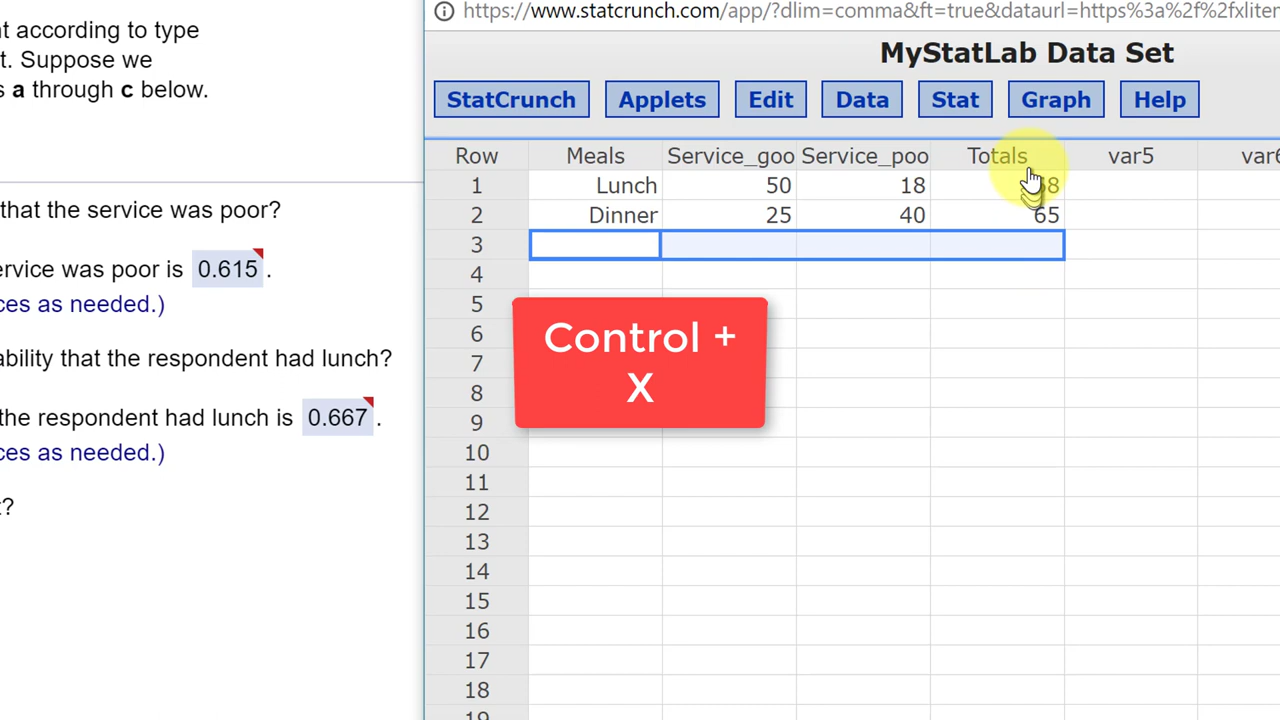 https://www.statcrunch.com/app/?dlim=comma&ft=true&dataurl=https%3a%2f%2fxliter
MyStatLab Data Set
StatCrunch Applets Edit Data Stat Graph Help
Row Meals Service_goo Service_poo Totals var5
1 Lunch 50 18
2 Dinner 25 40 65
3
4
5
6
7
8
9
10
11
12
13
14
15
16
17
18
Control +
X
according to type
t. Suppose we
s a through c below.
that the service was poor?
ervice was poor is 0.615.
ces as needed.)
ability that the respondent had lunch?
the respondent had lunch is 0.667.
ces as needed.)
t?